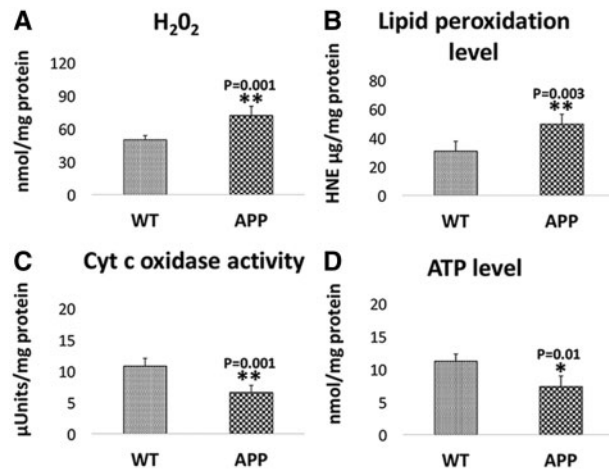 A
H₂0₂
nmol/mg protein
120
90
60
30
0
P=0.001
**
WT
APP
B
Lipid peroxidation
level
HNE µg/mg protein
80
60
40
20
0
P=0.003
**
WT
APP
C
Cyt c oxidase activity
µUnits/mg protein
20
15
10
5
0
P=0.001
**
WT
APP
D
ATP level
nmol/mg protein
20
15
10
5
0
P=0.01
*
WT
APP